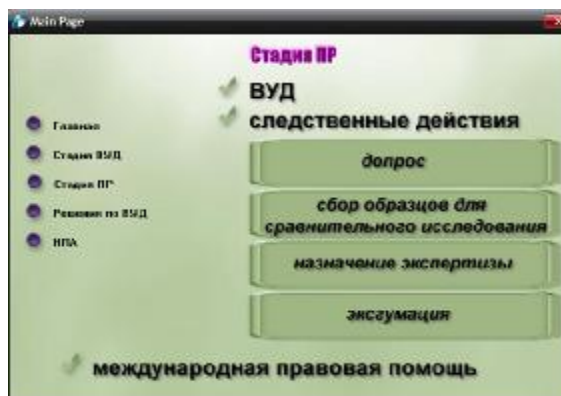 Main Page
Стадия ПР
ВУД
следственные действия
Главная
Стадия ВУД
Стадия ПР
Решения по ВУД
НПА
допрос
сбор образцов для
сравнительного исследования
назначение экспертизы
эксгумация
международная правовая помощь